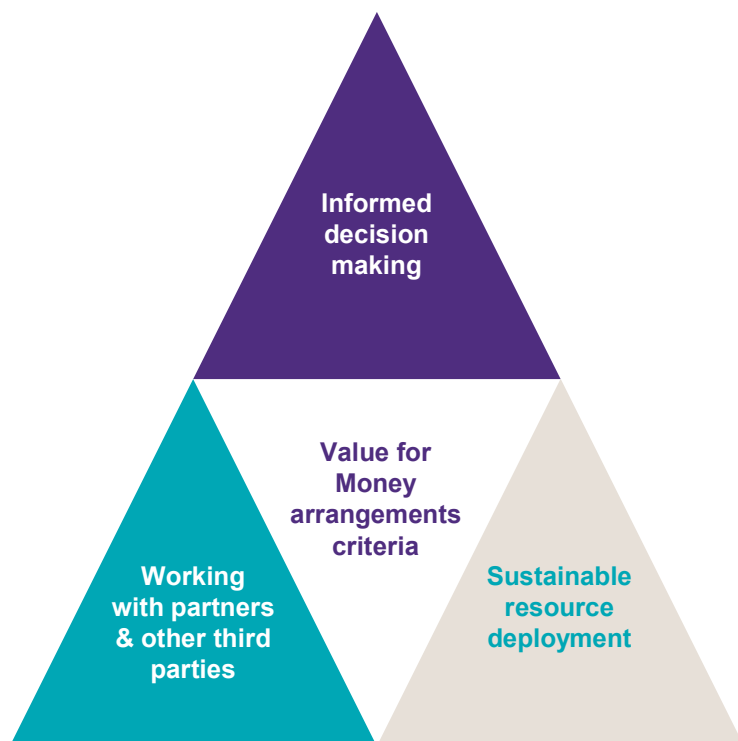 Informed
decision
making
Value for
Money
arrangements
criteria
Working
with partners
& other third
parties
Sustainable
resource
deployment